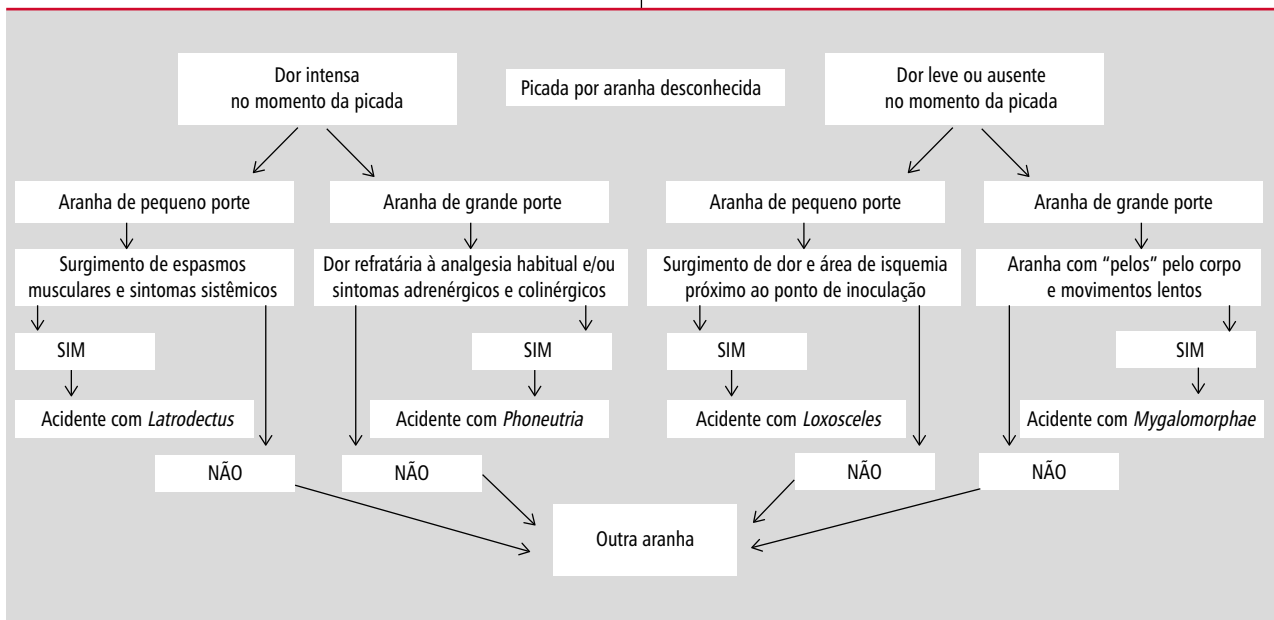 Dor intensa
no momento da picada
Picada por aranha desconhecida
Dor leve ou ausente
no momento da picada
Aranha de pequeno porte
Aranha de grande porte
Aranha de pequeno porte
Aranha de grande porte
Surgimento de espasmos
musculares e sintomas sistêmicos
Dor refratária à analgesia habitual e/ou
sintomas adrenérgicos e colinérgicos
Surgimento de dor e área de isquemia
próximo ao ponto de inoculação
Aranha com “pelos” pelo corpo
e movimentos lentos
SIM
SIM
SIM
SIM
Acidente com Latrodectus
Acidente com Phoneutria
Acidente com Loxosceles
Acidente com Mygalomorphae
NÃO
NÃO
NÃO
NÃO
Outra aranha